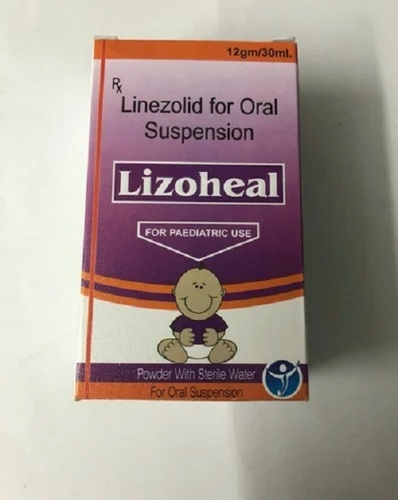 12gm/30ml.
Rx
Linezolid for Oral
Suspension
Lizoheal
FOR PAEDIATRIC USE
Powder With Sterile Water
For Oral Suspension